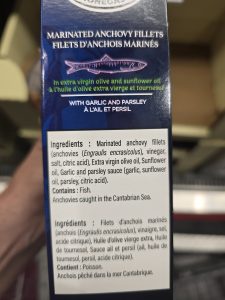 MARINATED ANCHOVY FILLETS
FILETS D'ANCHOIS MARINÉS
in extra virgin olive and sunflower oil
à l'huile d'olive extra vierge et tournesol
WITH GARLIC AND PARSLEY
À L'AIL ET PERSIL
Ingredients : Marinated anchovy fillets
(anchovies (Engraulis encrasicolus), vinegar,
salt, citric acid), Extra virgin olive oil, Sunflower
oil, Garlic and parsley sauce (garlic, sunflower
oil, parsley, citric acid).
Contains : Fish.
Anchovies caught in the Cantabrian Sea.
Ingrédients : Filets d'anchois marinés
(anchois (Engraulis encrasicolus), vinaigre, sel,
acide citrique), Huile d'olive vierge extra, Huile
de tournesol, Sauce ail et persil (ail, huile de
tournesol, persil, acide citrique).
Contient : Poisson.
Anchois pêché dans la mer Cantabrique.